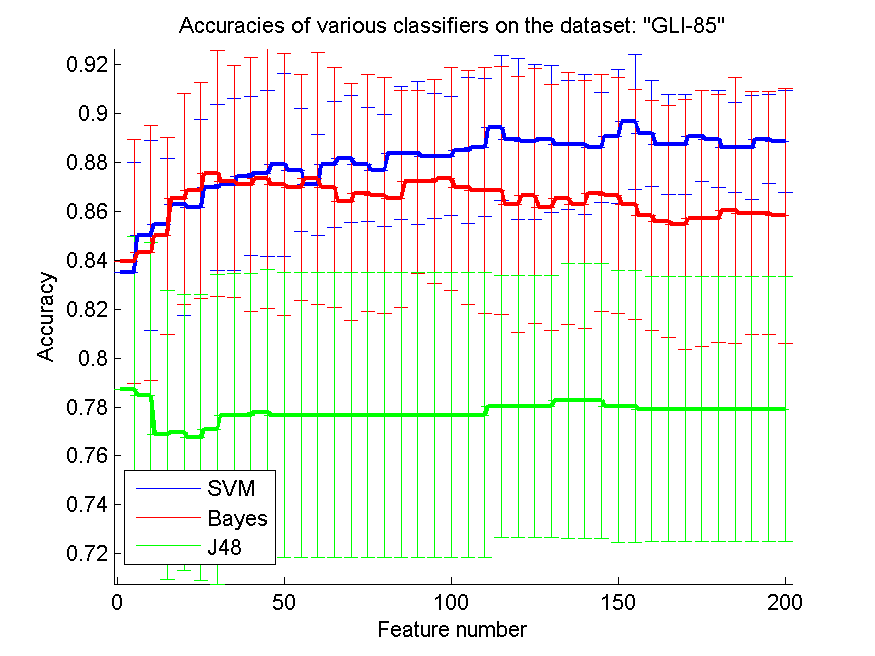 Accuracies of various classifiers on the dataset: "GLI-85"
0.92
0.9
0.88
0.86
0.84
0.82
0.8
0.78
0.76
0.74
0.72
Accuracy
SVM
Bayes
J48
0 50 100 150 200
Feature number